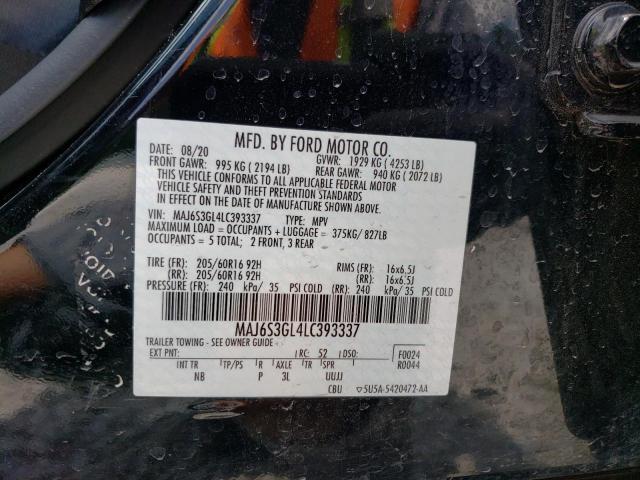 MFD. BY FORD MOTOR CO.
DATE: 08/20 GVWR: 1929 KG ( 4253 LB)
FRONT GAWR: 995 KG ( 2194 LB) REAR GAWR: 940 KG ( 2072 LB)
THIS VEHICLE CONFORMS TO ALL APPLICABLE FEDERAL MOTOR
VEHICLE SAFETY AND THEFT PREVENTION STANDARDS
IN EFFECT ON THE DATE OF MANUFACTURE SHOWN ABOVE.
VIN: MAJ6S3GL4LC393337 TYPE: MPV
MAXIMUM LOAD = OCCUPANTS + LUGGAGE = 375KG/ 827LB
OCCUPANTS = 5 TOTAL; 2 FRONT, 3 REAR
TIRE (FR): 205/60R16 92H RIMS (FR): 16x6.5J
(RR): 205/60R16 92H (RR): 16x6.5J
PRESSURE (FR): 240 kPa/ 35 PSI COLD (RR): 240 kPa/ 35 PSI COLD
MAJ6S3GL4LC393337
TRAILER TOWING - SEE OWNER GUIDE
EXT PNT: RC: 52 DSO: F0024
R0044
INT TR TP/PS R AXLE TR SPR
NB P 3L UUJJ
CBU ▽5U5A-5420472-AA